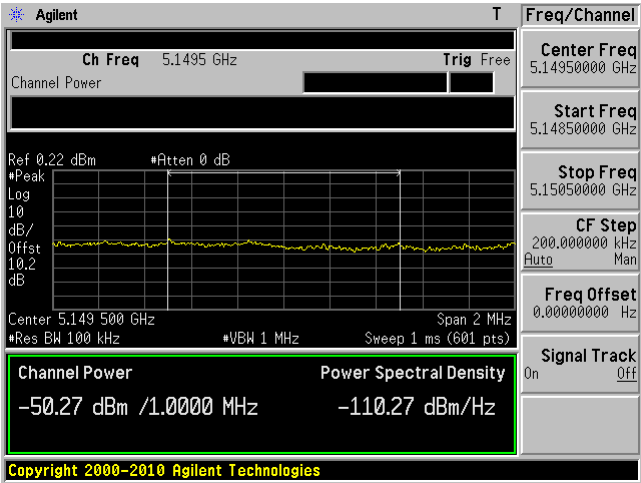 Agilent T
Ch Freq 5.1495 GHz Trig Free
Channel Power
Ref 0.22 dBm #Atten 0 dB
#Peak
Log
10
dB/
Offst
10.2
dB
Center 5.149 500 GHz Span 2 MHz
#Res BW 100 kHz #VBW 1 MHz Sweep 1 ms (601 pts)
Channel Power Power Spectral Density
-50.27 dBm /1.0000 MHz -110.27 dBm/Hz
Copyright 2000-2010 Agilent Technologies
Freq/Channel
Center Freq
5.14950000 GHz
Start Freq
5.14850000 GHz
Stop Freq
5.15050000 GHz
CF Step
200.000000 kHz
Auto Man
Freq Offset
0.00000000 Hz
Signal Track
On Off